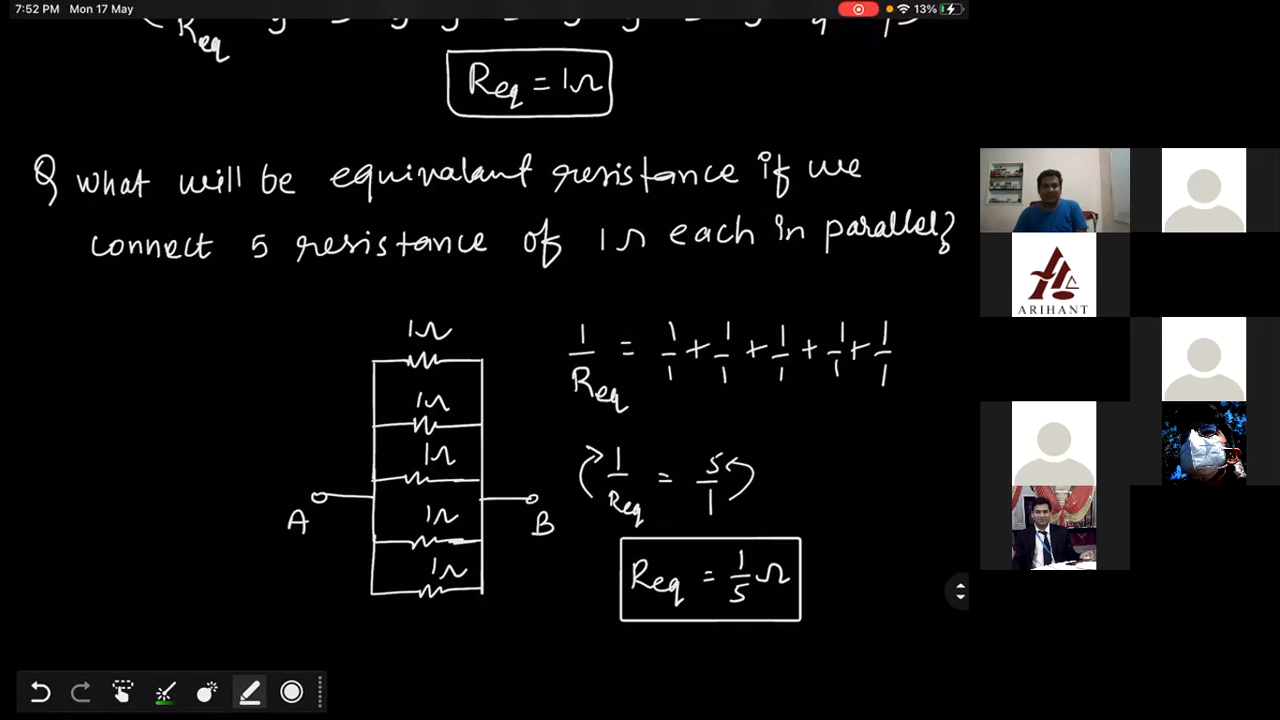 7:52 PM Mon 17 May
13%
Req
Req = 1Ω
Q What will be equivalent resistance if we
connect 5 resistance of 1Ω each in parallel?
1Ω
1Ω
1Ω
1Ω
1Ω
A
B
1/Req = 1/1 + 1/1 + 1/1 + 1/1 + 1/1
1/Req = 5/1
Req = 1/5 Ω
ARIHANT